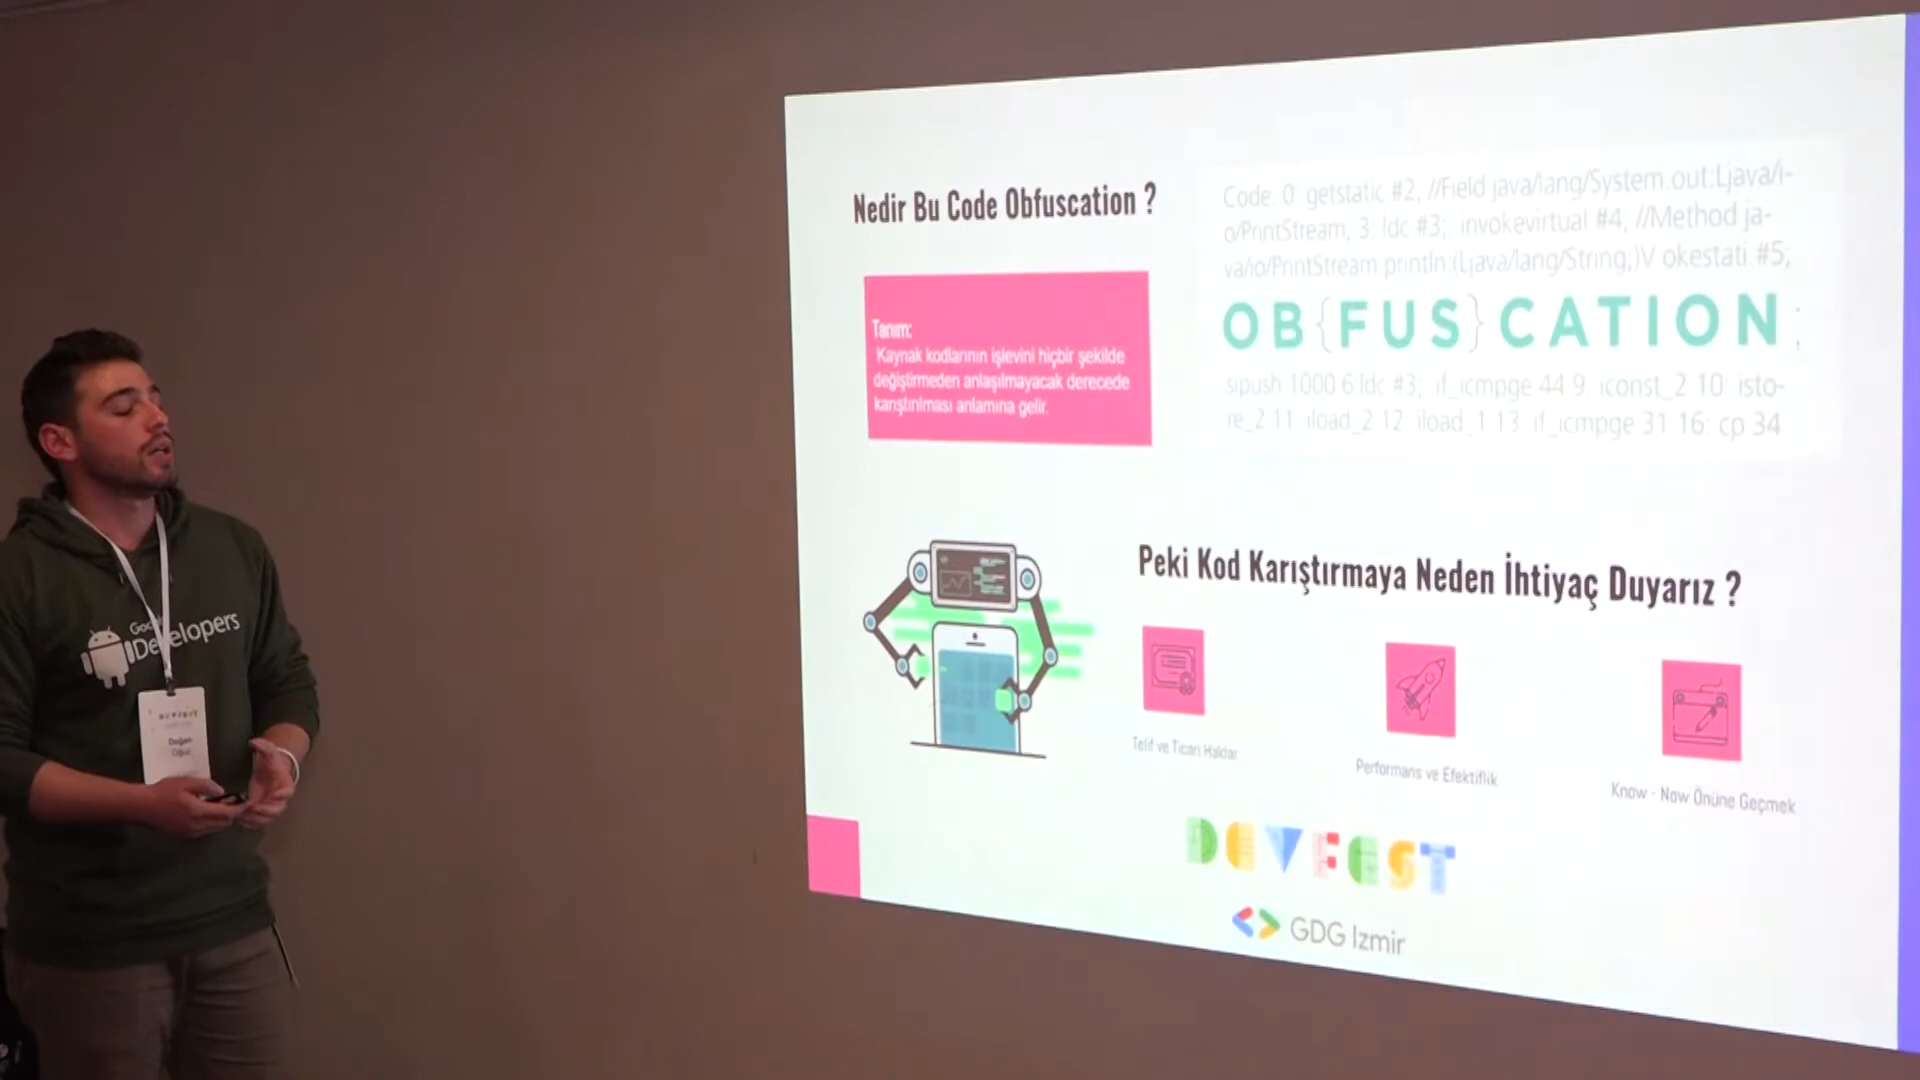 Nedir Bu Code Obfuscation ?
Tanım:
Kaynak kodlarının işlevini hiçbir şekilde
değiştirmeden anlaşılmayacak derecede
karıştırılması anlamına gelir.
Code: 0 getstatic #2; //Field java/lang/System.out:Ljava/i-
o/PrintStream; 3: ldc #3; invokevirtual #4; //Method ja-
va/io/PrintStream println:(Ljava/lang/String;)V okestati #5;
OB{FUS}CATION;
sipush 1000 6 ldc #3; if_icmpge 44 9: iconst_2 10: isto-
re_2 11 iload_2 12 iload_1 13 if_icmpge 31 16: cp 34
Peki Kod Karıştırmaya Neden İhtiyaç Duyarız ?
Telif ve Ticari Haklar
Performans ve Efektiflik
Know - Now Önüne Geçmek
DEVFEST
GDG Izmir
Developers
DEVFEST
Doğan
Oğuz